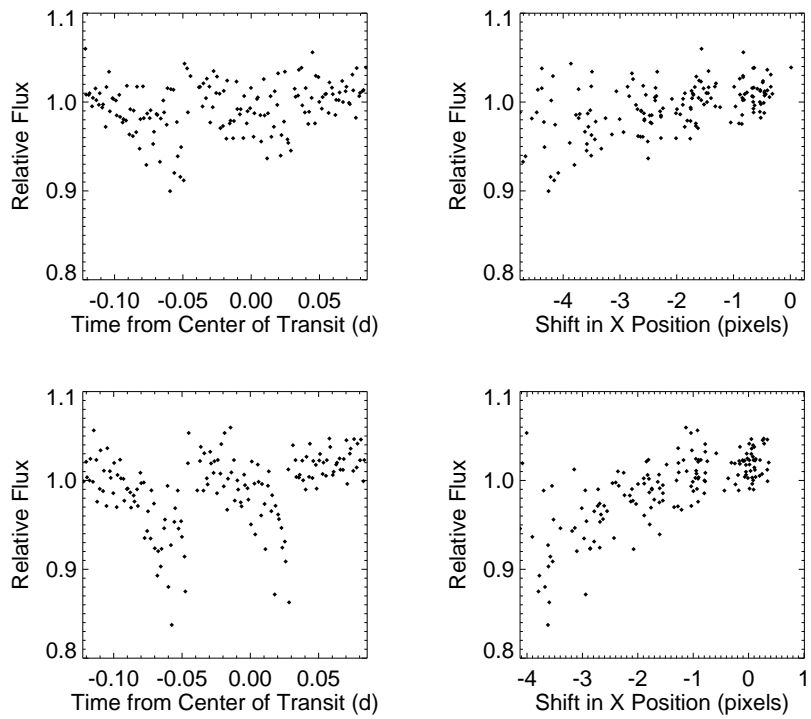 1.1
1.0
0.9
0.8
Relative Flux
-0.10 -0.05 0.00 0.05
Time from Center of Transit (d)
1.1
1.0
0.9
0.8
Relative Flux
-4 -3 -2 -1 0
Shift in X Position (pixels)
1.1
1.0
0.9
0.8
Relative Flux
-0.10 -0.05 0.00 0.05
Time from Center of Transit (d)
1.1
1.0
0.9
0.8
Relative Flux
-4 -3 -2 -1 0 1
Shift in X Position (pixels)